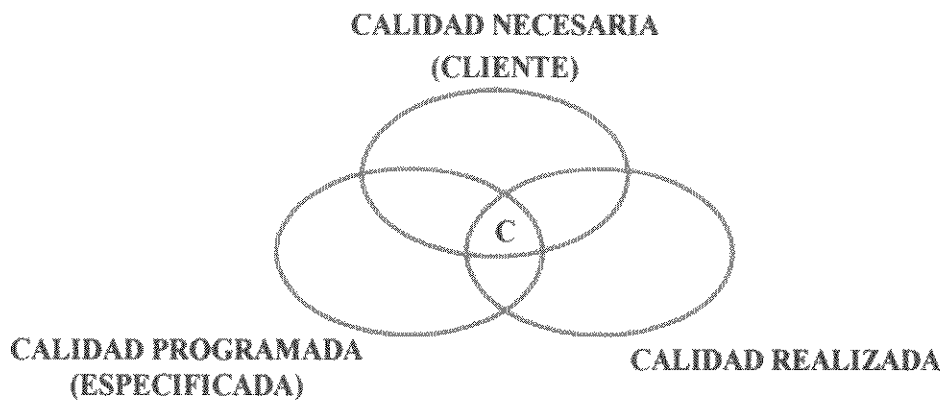 CALIDAD NECESARIA
(CLIENTE)
C
CALIDAD PROGRAMADA
(ESPECIFICADA)
CALIDAD REALIZADA